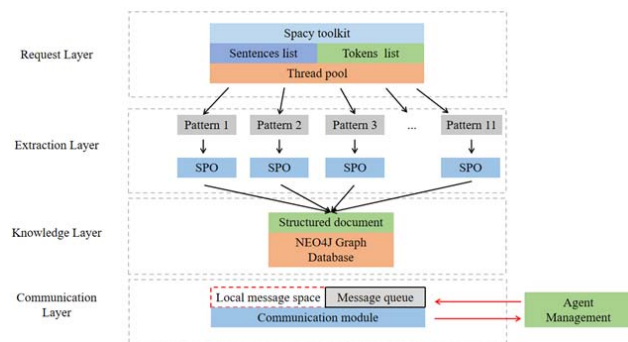 Request Layer
Spacy toolkit
Sentences list
Tokens list
Thread pool
Extraction Layer
Pattern 1
Pattern 2
Pattern 3
...
Pattern 11
SPO
SPO
SPO
SPO
Knowledge Layer
Structured document
NEO4J Graph
Database
Communication
Layer
Local message space
Message queue
Communication module
Agent
Management